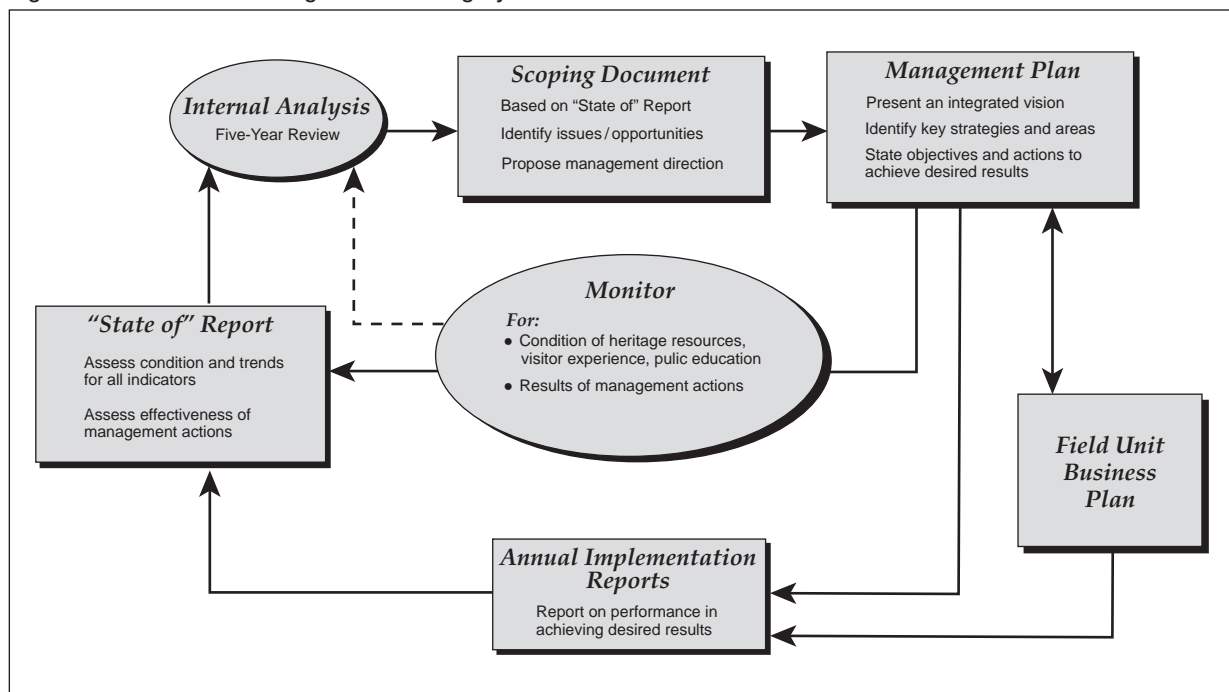 Internal Analysis
Five-Year Review
Scoping Document
Based on “State of” Report
Identify issues / opportunities
Propose management direction
Management Plan
Present an integrated vision
Identify key strategies and areas
State objectives and actions to
achieve desired results
Monitor
For:
● Condition of heritage resources,
visitor experience, pulic education
● Results of management actions
“State of” Report
Assess condition and trends
for all indicators
Assess effectiveness of
management actions
Field Unit
Business
Plan
Annual Implementation
Reports
Report on performance in
achieving desired results